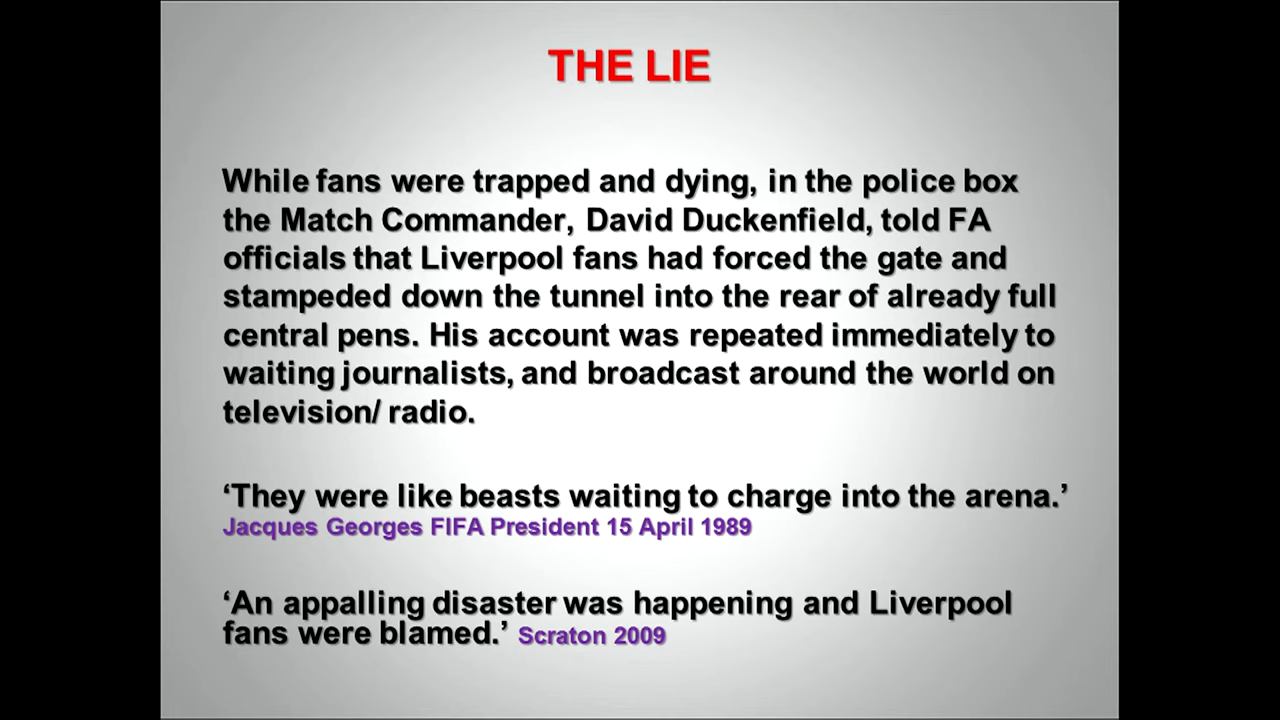 THE LIE
While fans were trapped and dying, in the police box
the Match Commander, David Duckenfield, told FA
officials that Liverpool fans had forced the gate and
stampeded down the tunnel into the rear of already full
central pens. His account was repeated immediately to
waiting journalists, and broadcast around the world on
television/ radio.
‘They were like beasts waiting to charge into the arena.’
Jacques Georges FIFA President 15 April 1989
‘An appalling disaster was happening and Liverpool
fans were blamed.’ Scraton 2009